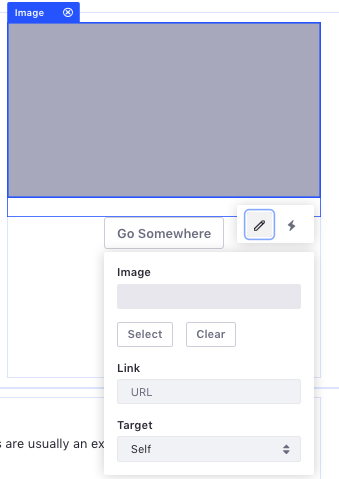 Image
Go Somewhere
Image
Select Clear
Link
URL
Target
Self
s are usually an ex